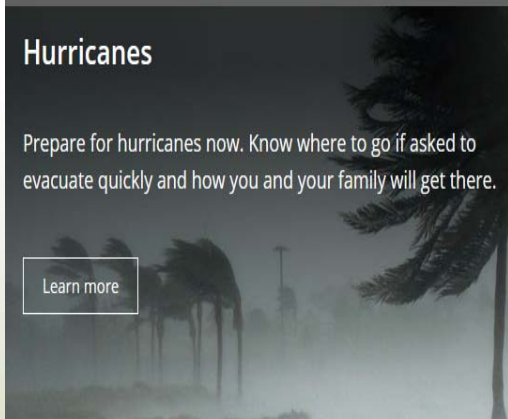 Hurricanes
Prepare for hurricanes now. Know where to go if asked to
evacuate quickly and how you and your family will get there.
Learn more